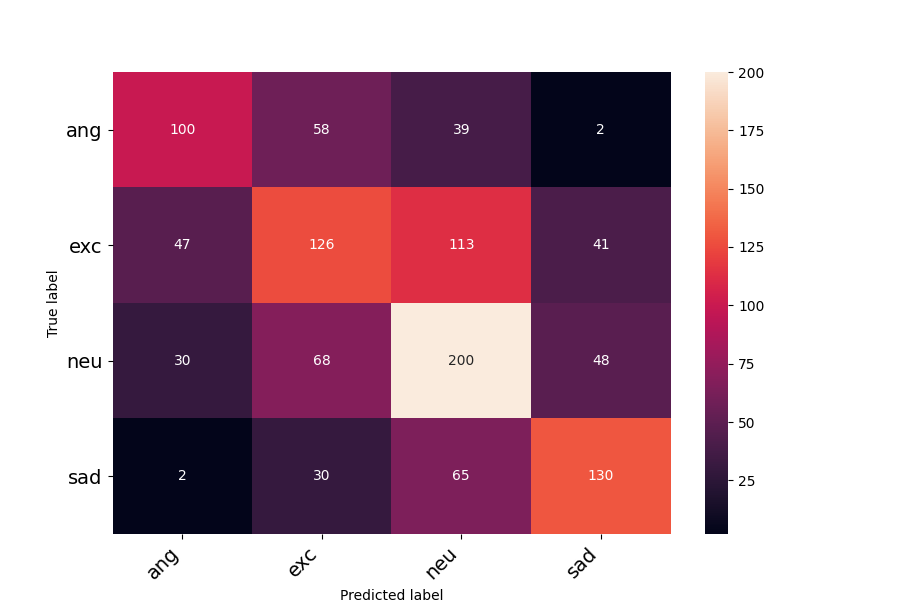 ang 100 58 39 2
exc 47 126 113 41
neu 30 68 200 48
sad 2 30 65 130
ang exc neu sad
Predicted label
True label
200
175
150
125
100
75
50
25